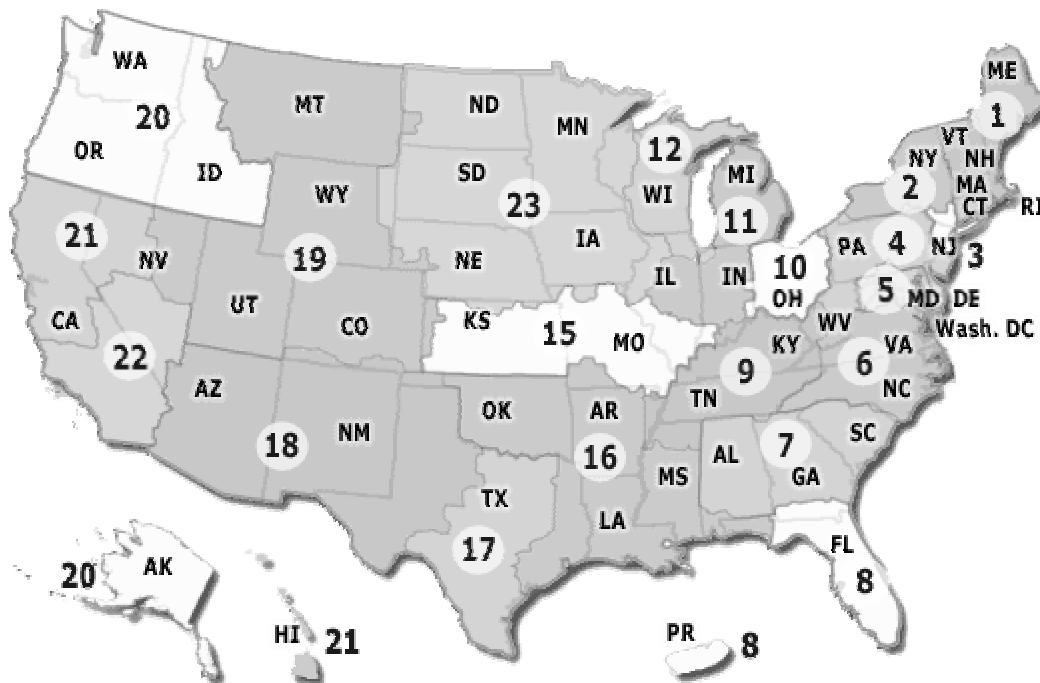 ME
WA
1
MT
ND
20
MN
VT
OR
12
NY
NH
ID
SD
MI
2
MA
WY
WI
CT
RI
23
11
21
IA
PA
4
NJ
3
NV
19
NE
10
IL
IN
5
MD
DE
UT
OH
CA
KS
WV
Wash. DC
CO
15
MO
KY
VA
22
9
6
AZ
TN
NC
OK
AR
NM
SC
18
7
16
AL
MS
GA
TX
LA
17
FL
AK
20
8
HI
21
PR
8